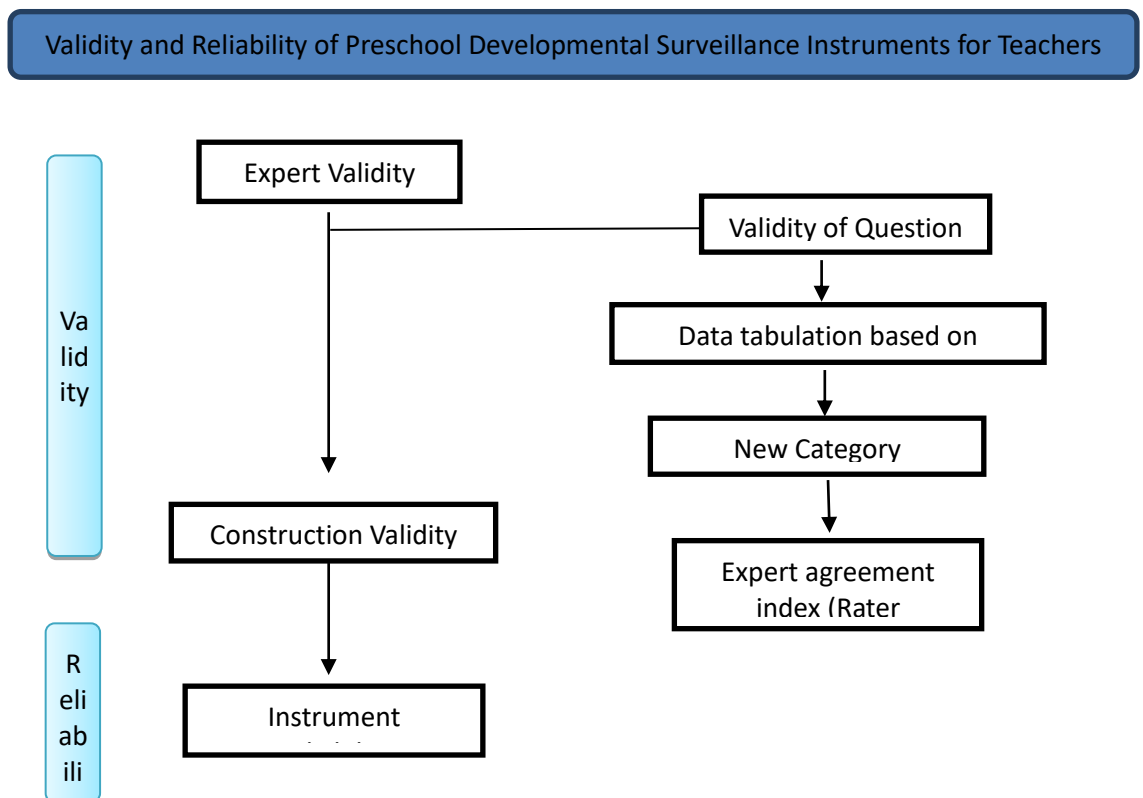 Validity and Reliability of Preschool Developmental Surveillance Instruments for Teachers
Expert Validity
Validity of Question
Va
lid
ity
Data tabulation based on
New Category
Construction Validity
Expert agreement
index (Rater
R
eli
ab
ili
Instrument